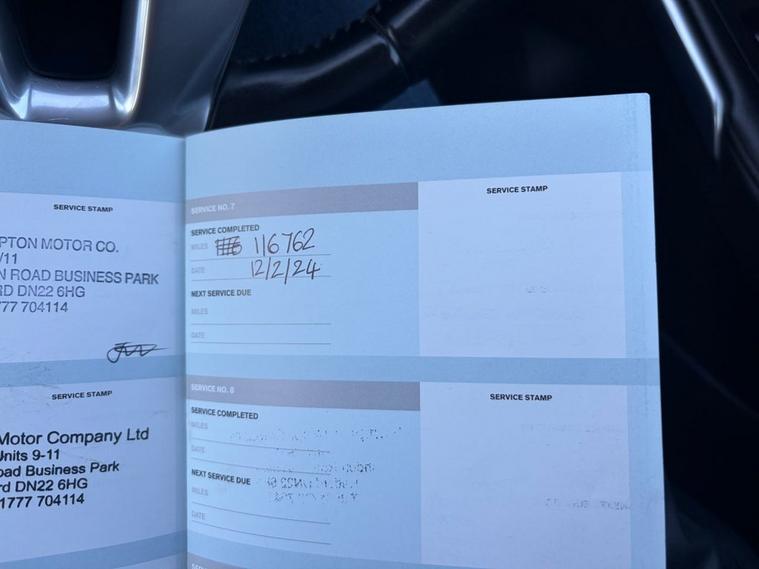 SERVICE STAMP
PTON MOTOR CO.
/11
N ROAD BUSINESS PARK
RD DN22 6HG
777 704114
SERVICE STAMP
Motor Company Ltd
Units 9-11
oad Business Park
rd DN22 6HG
1777 704114
SERVICE NO. 7
SERVICE COMPLETED
MILES 116762
DATE 12/2/24
NEXT SERVICE DUE
MILES
DATE
SERVICE STAMP
SERVICE NO. 8
SERVICE COMPLETED
MILES
DATE
NEXT SERVICE DUE
MILES
DATE
SERVICE STAMP